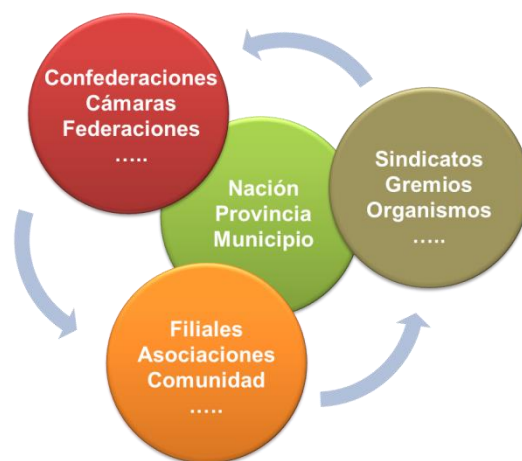 Confederaciones
Cámaras
Federaciones
…..
Sindicatos
Gremios
Organismos
…..
Nación
Provincia
Municipio
Filiales
Asociaciones
Comunidad
…..